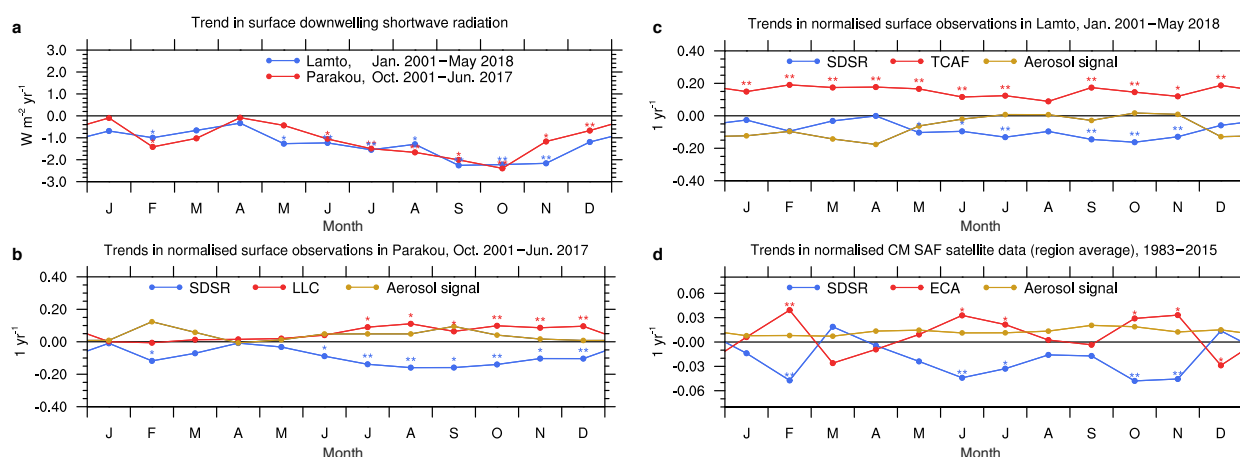 a
Trend in surface downwelling shortwave radiation
3.0
2.0
1.0
0.0
-1.0
-2.0
-3.0
W m-2 yr-1
Lamto, Jan. 2001–May 2018
Parakou, Oct. 2001–Jun. 2017
* * * ** * ** **
* * ** * * ** * **
J F M A M J J A S O N D
Month
b
Trends in normalised surface observations in Parakou, Oct. 2001–Jun. 2017
0.40
0.20
0.00
-0.20
-0.40
1 yr-1
SDSR LLC Aerosol signal
* * * ** ** **
* * ** ** * ** * **
J F M A M J J A S O N D
Month
c
Trends in normalised surface observations in Lamto, Jan. 2001–May 2018
0.40
0.20
0.00
-0.20
-0.40
1 yr-1
SDSR TCAF Aerosol signal
** ** ** ** ** ** ** ** ** * **
* * ** ** ** **
J F M A M J J A S O N D
Month
d
Trends in normalised CM SAF satellite data (region average), 1983–2015
0.06
0.03
0.00
-0.03
-0.06
1 yr-1
SDSR ECA Aerosol signal
** * * * * *
** ** * ** **
J F M A M J J A S O N D
Month